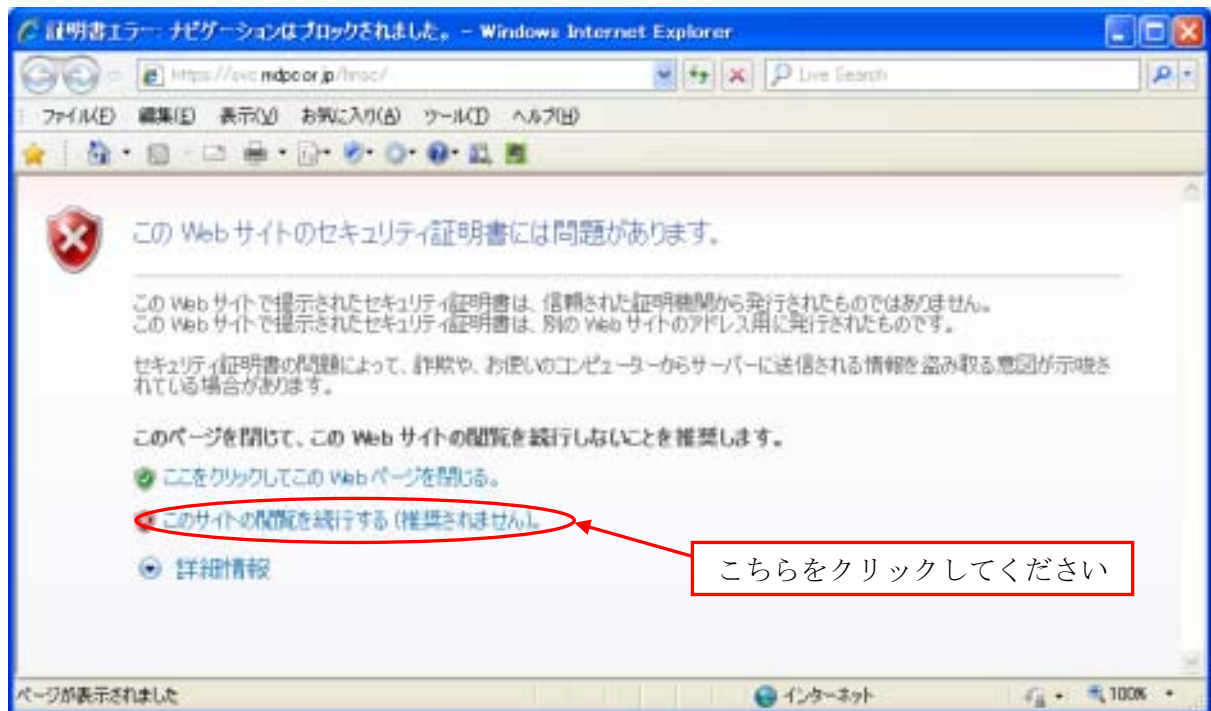 証明書エラー: ナビゲーションはブロックされました。 - Windows Internet Explorer
mdpc.or.jp
Live Search
ファイル(F) 編集(E) 表示(V) お気に入り(A) ツール(T) ヘルプ(H)
この Web サイトのセキュリティ証明書には問題があります。
この Web サイトで提示されたセキュリティ証明書は、信頼された証明機関から発行されたものではありません。
この Web サイトで提示されたセキュリティ証明書は、別の Web サイトのアドレス用に発行されたものです。
セキュリティ証明書の問題によって、詐欺や、お使いのコンピューターからサーバーに送信される情報を盗み取る意図が示唆さ
れている場合があります。
このページを閉じて、この Web サイトの閲覧を続行しないことを推奨します。
ここをクリックしてこの Web ページを閉じる。
このサイトの閲覧を続行する (推奨されません)。
こちらをクリックしてください
詳細情報
ページが表示されました インターネット 100%